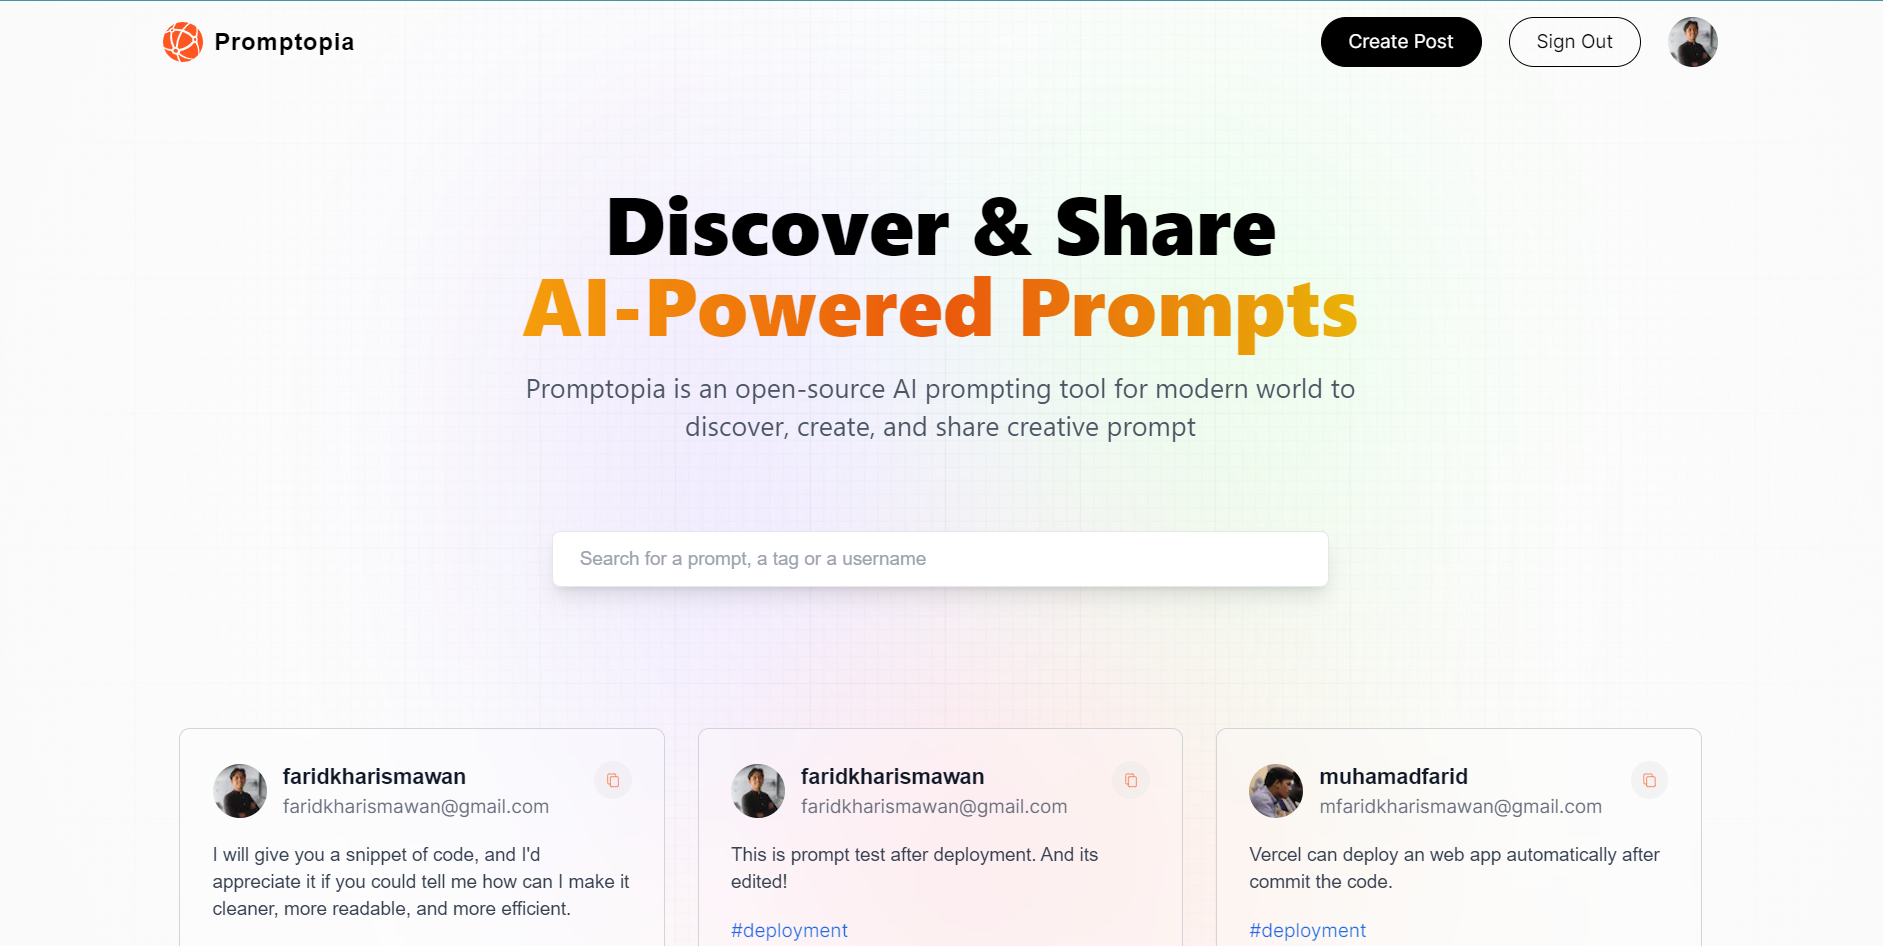 Promptopia
Create Post
Sign Out
Discover & Share
AI-Powered Prompts
Promptopia is an open-source AI prompting tool for modern world to
discover, create, and share creative prompt
Search for a prompt, a tag or a username
faridkharismawan
faridkharismawan@gmail.com
I will give you a snippet of code, and I'd
appreciate it if you could tell me how can I make it
cleaner, more readable, and more efficient.
faridkharismawan
faridkharismawan@gmail.com
This is prompt test after deployment. And its
edited!
#deployment
muhamadfarid
mfaridkharismawan@gmail.com
Vercel can deploy an web app automatically after
commit the code.
#deployment